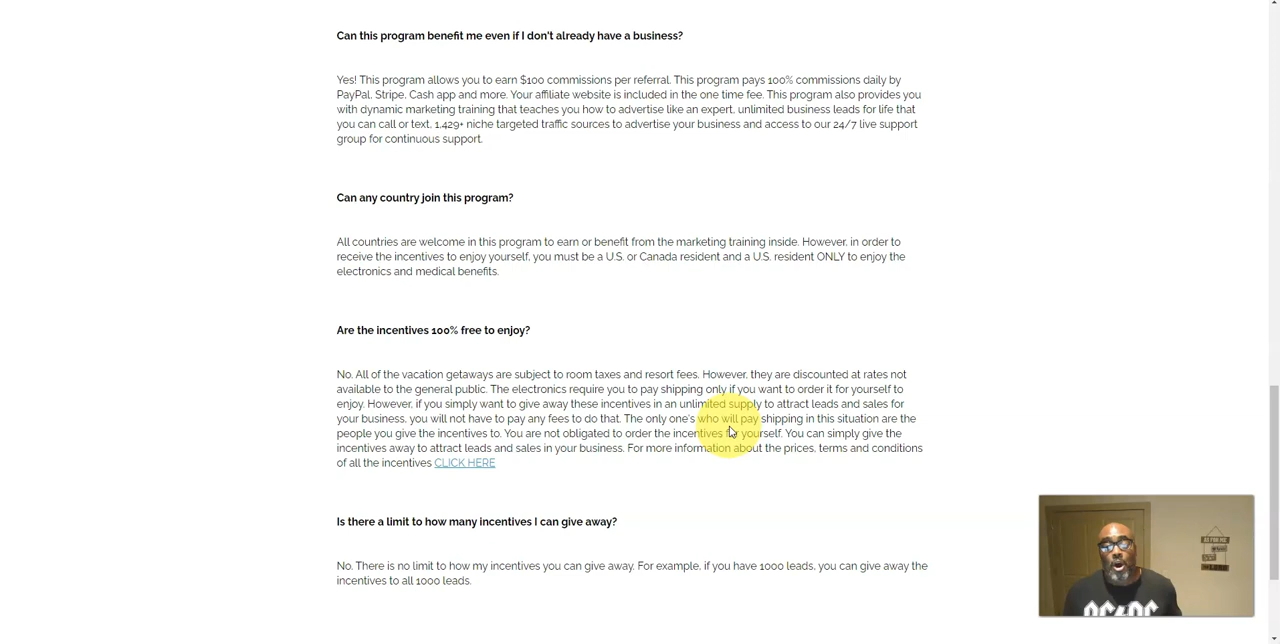 Can this program benefit me even if I don't already have a business?
Yes! This program allows you to earn $100 commissions per referral. This program pays 100% commissions daily by
PayPal, Stripe, Cash app and more. Your affiliate website is included in the one time fee. This program also provides you
with dynamic marketing training that teaches you how to advertise like an expert, unlimited business leads for life that
you can call or text, 1,429+ niche targeted traffic sources to advertise your business and access to our 24/7 live support
group for continuous support.
Can any country join this program?
All countries are welcome in this program to earn or benefit from the marketing training inside. However, in order to
receive the incentives to enjoy yourself, you must be a U.S. or Canada resident and a U.S. resident ONLY to enjoy the
electronics and medical benefits.
Are the incentives 100% free to enjoy?
No. All of the vacation getaways are subject to room taxes and resort fees. However, they are discounted at rates not
available to the general public. The electronics require you to pay shipping only if you want to order it for yourself to
enjoy. However, if you simply want to give away these incentives in an unlimited supply to attract leads and sales for
your business, you will not have to pay any fees to do that. The only one's who will pay shipping in this situation are the
people you give the incentives to. You are not obligated to order the incentives for yourself. You can simply give the
incentives away to attract leads and sales in your business. For more information about the prices, terms and conditions
of all the incentives CLICK HERE
Is there a limit to how many incentives I can give away?
No. There is no limit to how my incentives you can give away. For example, if you have 1000 leads, you can give away the
incentives to all 1000 leads.
AC/DC